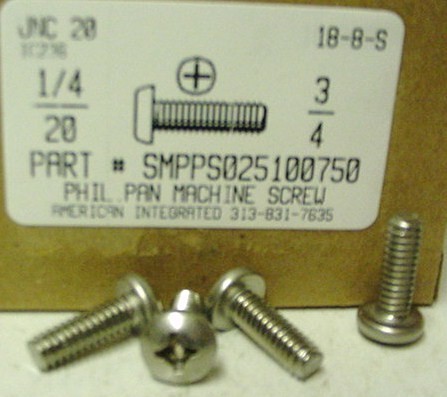 JNC 20
18-8-S
1/4
20
3
4
PART # SMPPS025100750
PHIL.PAN MACHINE SCREW
AMERICAN INTEGRATED 313-831-7635